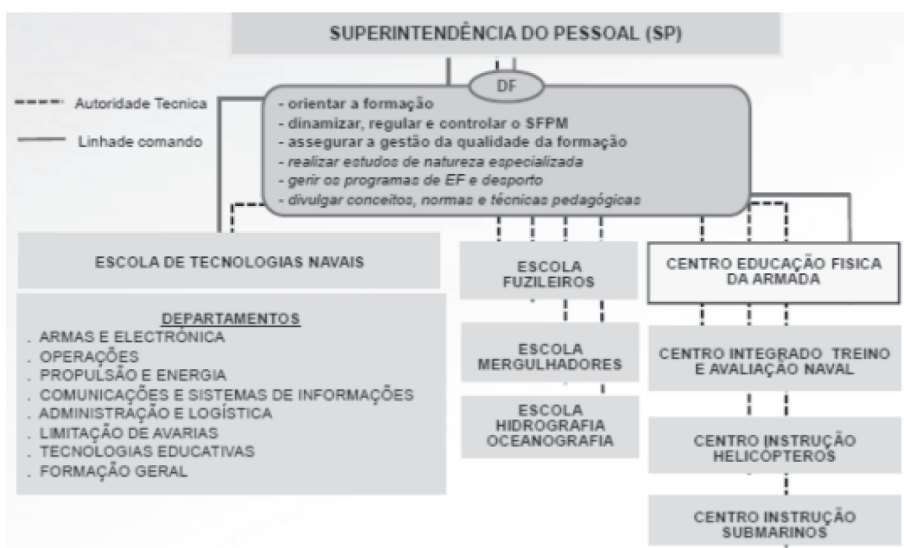 SUPERINTENDÊNCIA DO PESSOAL (SP)
DF
Autoridade Tecnica
Linhade comando
- orientar a formação
- dinamizar, regular e controlar o SFPM
- assegurar a gestão da qualidade da formação
- realizar estudos de natureza especializada
- gerir os programas de EF e desporto
- divulgar conceitos, normas e técnicas pedagógicas
ESCOLA DE TECNOLOGIAS NAVAIS
DEPARTAMENTOS
. ARMAS E ELECTRÓNICA
. OPERAÇÕES
. PROPULSÃO E ENERGIA
. COMUNICAÇÕES E SISTEMAS DE INFORMAÇÕES
. ADMINISTRAÇÃO E LOGÍSTICA
. LIMITAÇÃO DE AVARIAS
. TECNOLOGIAS EDUCATIVAS
. FORMAÇÃO GERAL
ESCOLA
FUZILEIROS
ESCOLA
MERGULHADORES
ESCOLA
HIDROGRAFIA
OCEANOGRAFIA
CENTRO EDUCAÇÃO FISICA
DA ARMADA
CENTRO INTEGRADO TREINO
E AVALIAÇÃO NAVAL
CENTRO INSTRUÇÃO
HELICÓPTEROS
CENTRO INSTRUÇÃO
SUBMARINOS